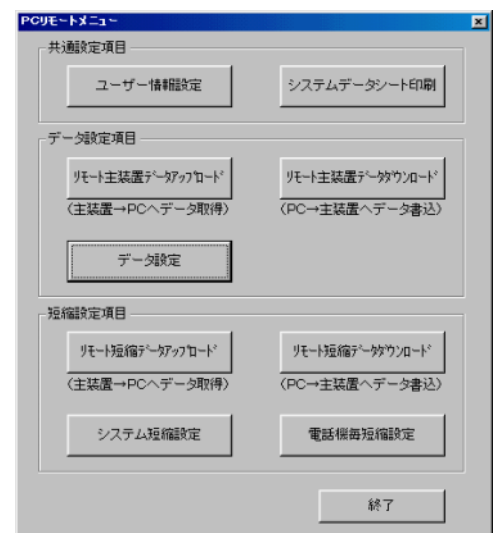 PCリモートメニュー
共通設定項目
ユーザー情報設定
システムデータシート印刷
データ設定項目
ﾘﾓｰﾄ主装置ﾃﾞｰﾀｱｯﾌﾟﾛｰﾄﾞ
ﾘﾓｰﾄ主装置ﾃﾞｰﾀﾀﾞｳﾝﾛｰﾄﾞ
(主装置→PCへデータ取得)
(PC→主装置へデータ書込)
データ設定
短縮設定項目
ﾘﾓｰﾄ短縮ﾃﾞｰﾀｱｯﾌﾟﾛｰﾄﾞ
ﾘﾓｰﾄ短縮ﾃﾞｰﾀﾀﾞｳﾝﾛｰﾄﾞ
(主装置→PCへデータ取得)
(PC→主装置へデータ書込)
システム短縮設定
電話機毎短縮設定
終了